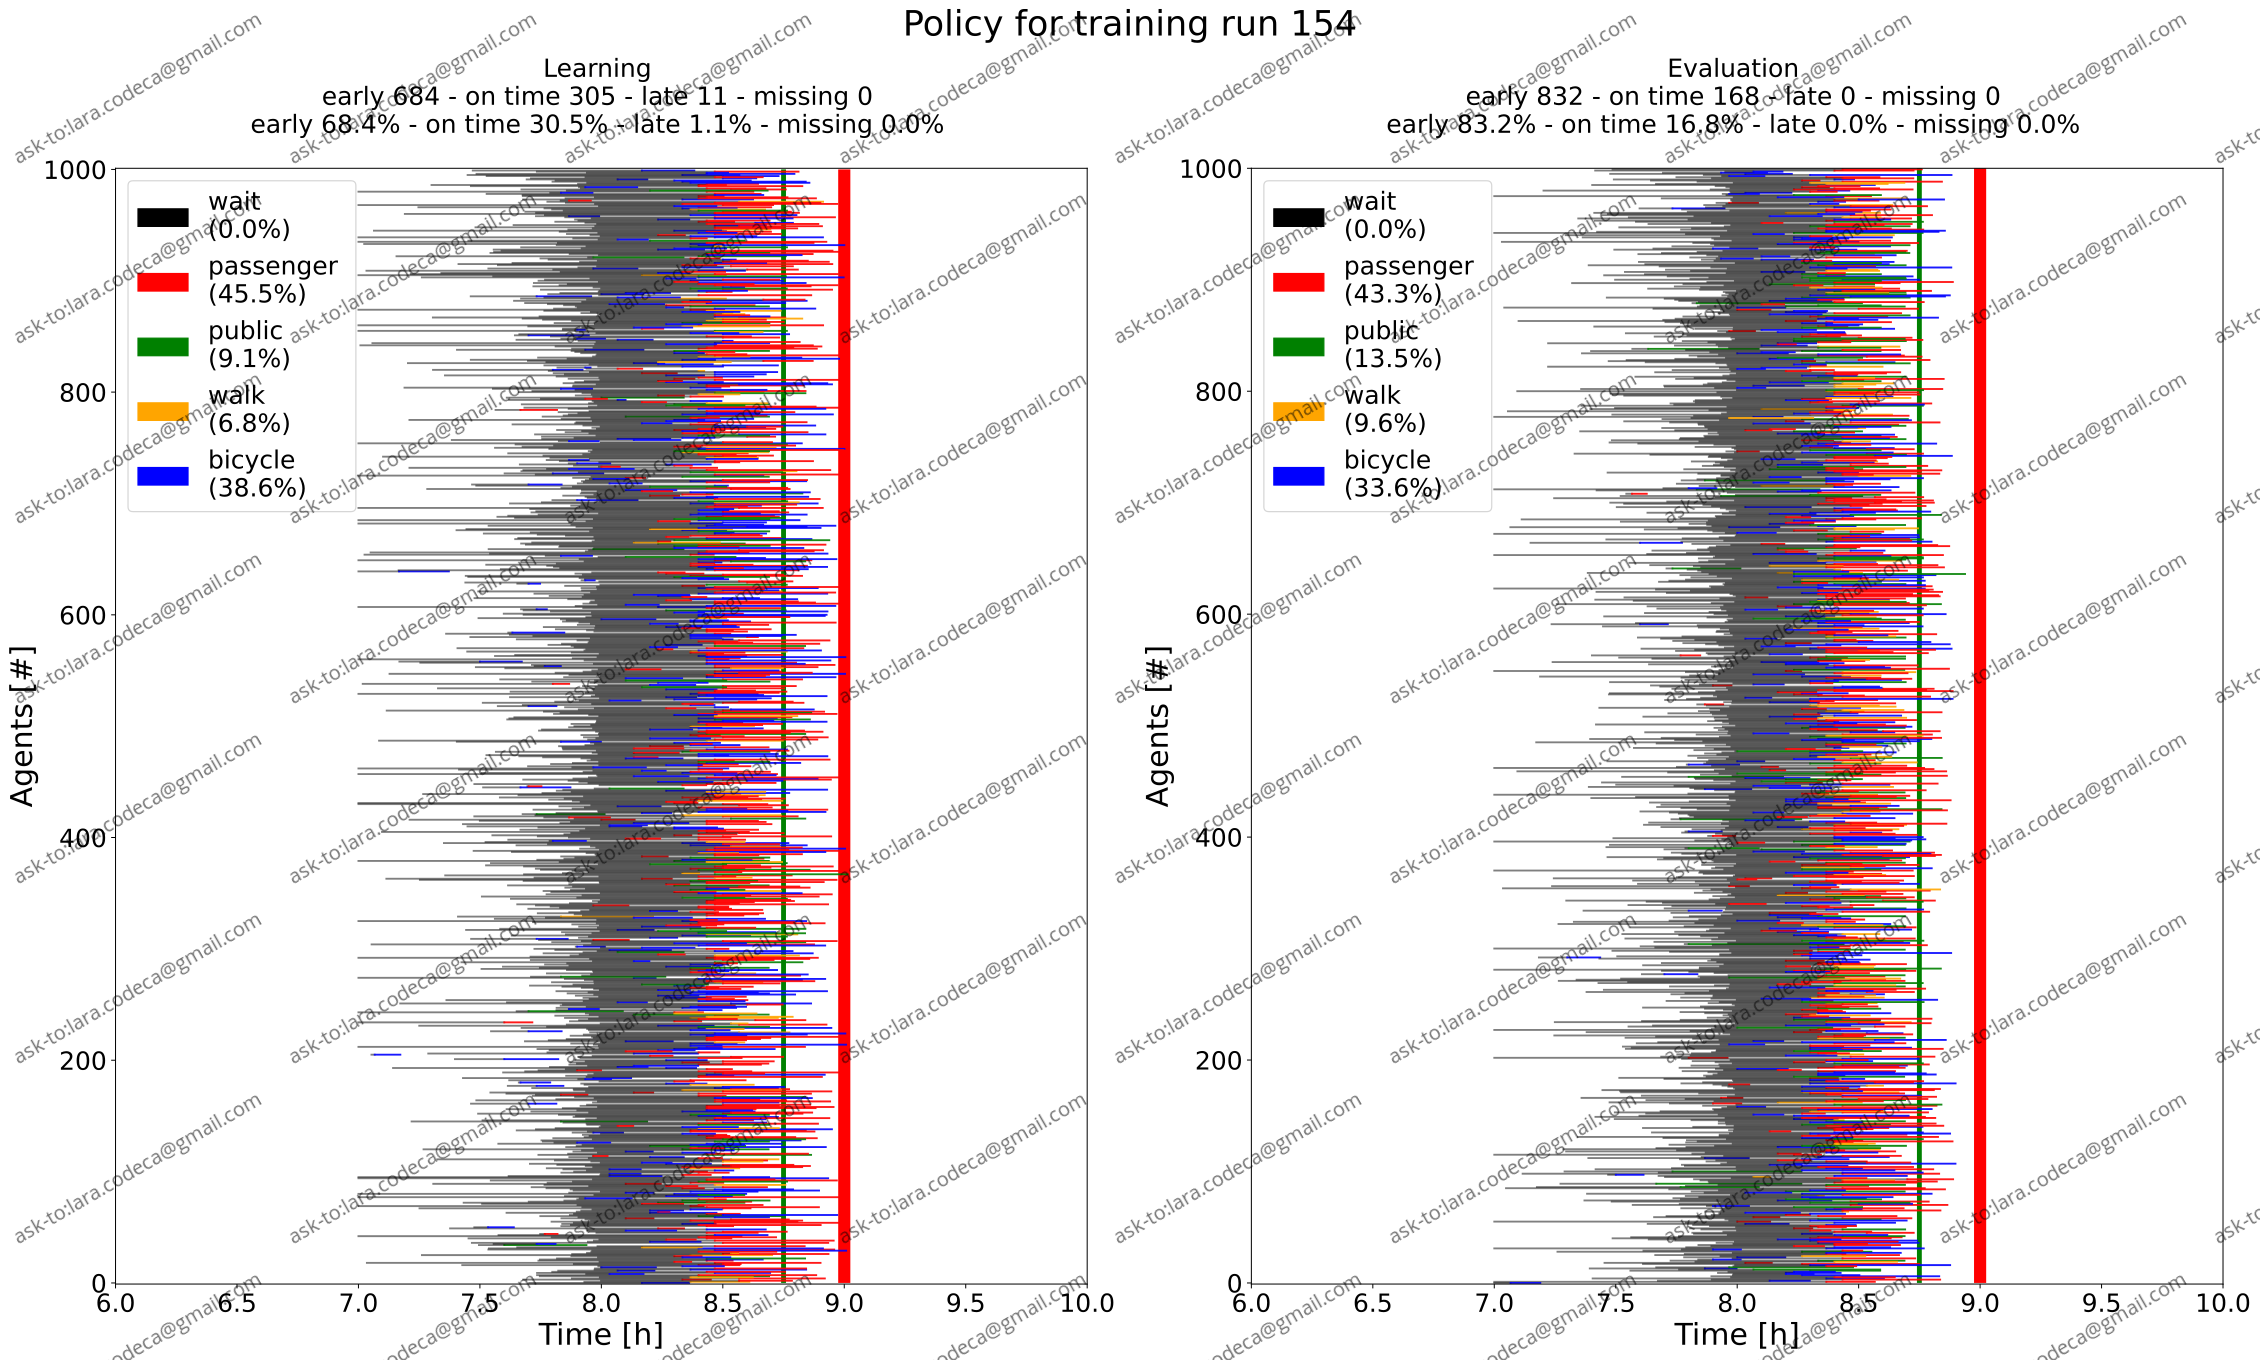 Policy for training run 154
Learning
early 684 - on time 305 - late 11 - missing 0
early 68.4% - on time 30.5% - late 1.1% - missing 0.0%
1000
800
600
400
200
0
Agents [#]
wait
(0.0%)
passenger
(45.5%)
public
(9.1%)
walk
(6.8%)
bicycle
(38.6%)
6.0 6.5 7.0 7.5 8.0 8.5 9.0 9.5 10.0
Time [h]
Evaluation
early 832 - on time 168 - late 0 - missing 0
early 83.2% - on time 16.8% - late 0.0% - missing 0.0%
1000
800
600
400
200
0
Agents [#]
wait
(0.0%)
passenger
(43.3%)
public
(13.5%)
walk
(9.6%)
bicycle
(33.6%)
6.0 6.5 7.0 7.5 8.0 8.5 9.0 9.5 10.0
Time [h]
ask-to:lara.codeca@gmail.com